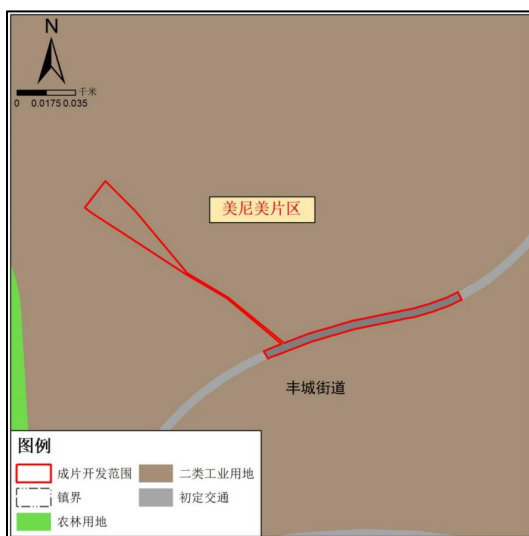 N
千米
0 0.0175 0.035
美尼美片区
丰城街道
图例
成片开发范围
二类工业用地
镇界
初定交通
农林用地